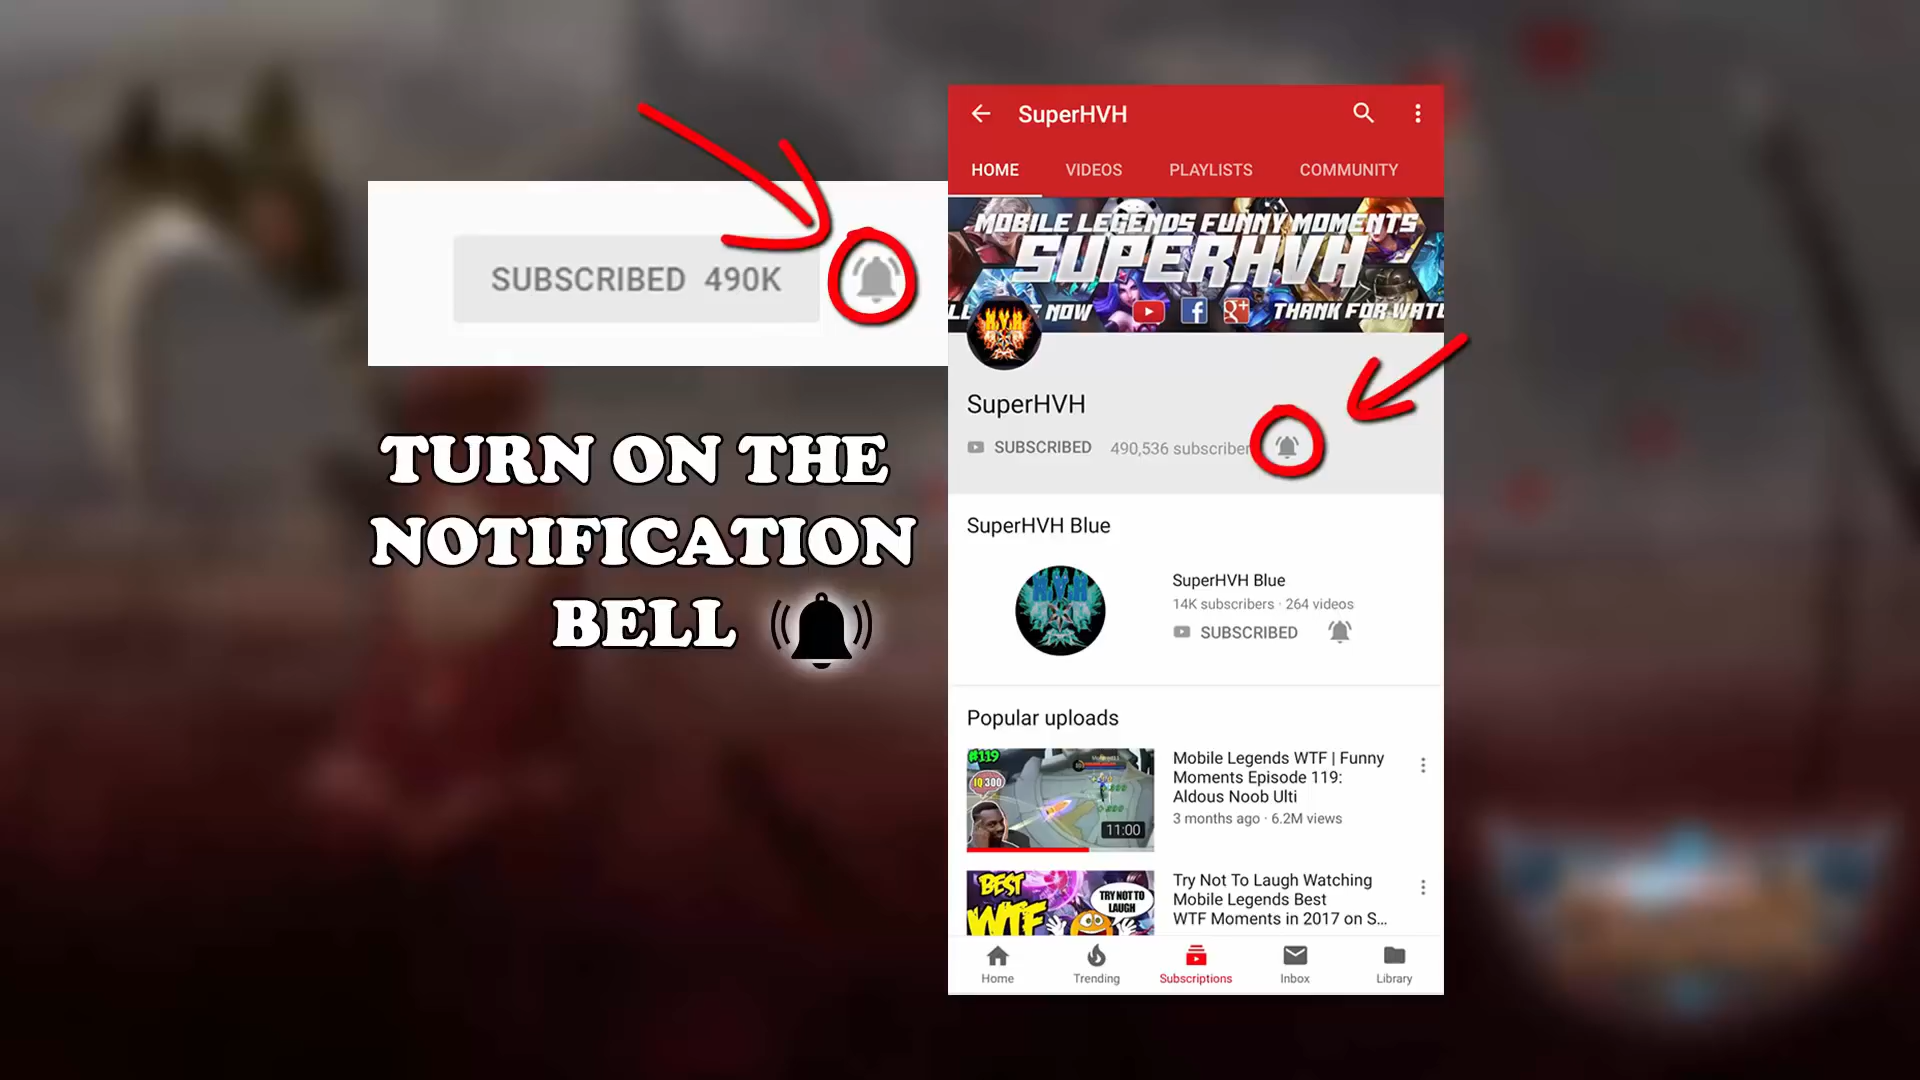 SUBSCRIBED 490K
TURN ON THE
NOTIFICATION
BELL
SuperHVH
HOME VIDEOS PLAYLISTS COMMUNITY
MOBILE LEGENDS FUNNY MOMENTS
SUPERHVH
NOW
THANK FOR WATC
H.V.H
SuperHVH
SUBSCRIBED 490,536 subscriber
SuperHVH Blue
H.V.H
SuperHVH Blue
14K subscribers · 264 videos
SUBSCRIBED
Popular uploads
#119
IQ 300
11:00
Mobile Legends WTF | Funny
Moments Episode 119:
Aldous Noob Ulti
3 months ago · 6.2M views
BEST
WTF
TRY NOT TO
LAUGH
Try Not To Laugh Watching
Mobile Legends Best
WTF Moments in 2017 on S...
Home Trending Subscriptions Inbox Library